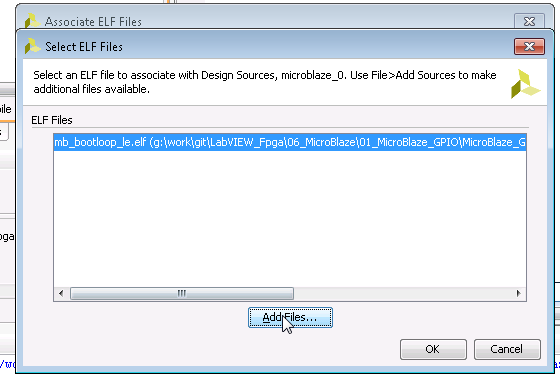 Associate ELF Files
Select ELF Files
Select an ELF file to associate with Design Sources, microblaze_0. Use File>Add Sources to make
additional files available.
ELF Files
mb_bootloop_le.elf (g:\work\git\LabVIEW_Fpga\06_MicroBlaze\01_MicroBlaze_GPIO\MicroBlaze_G
Add Files...
OK
Cancel